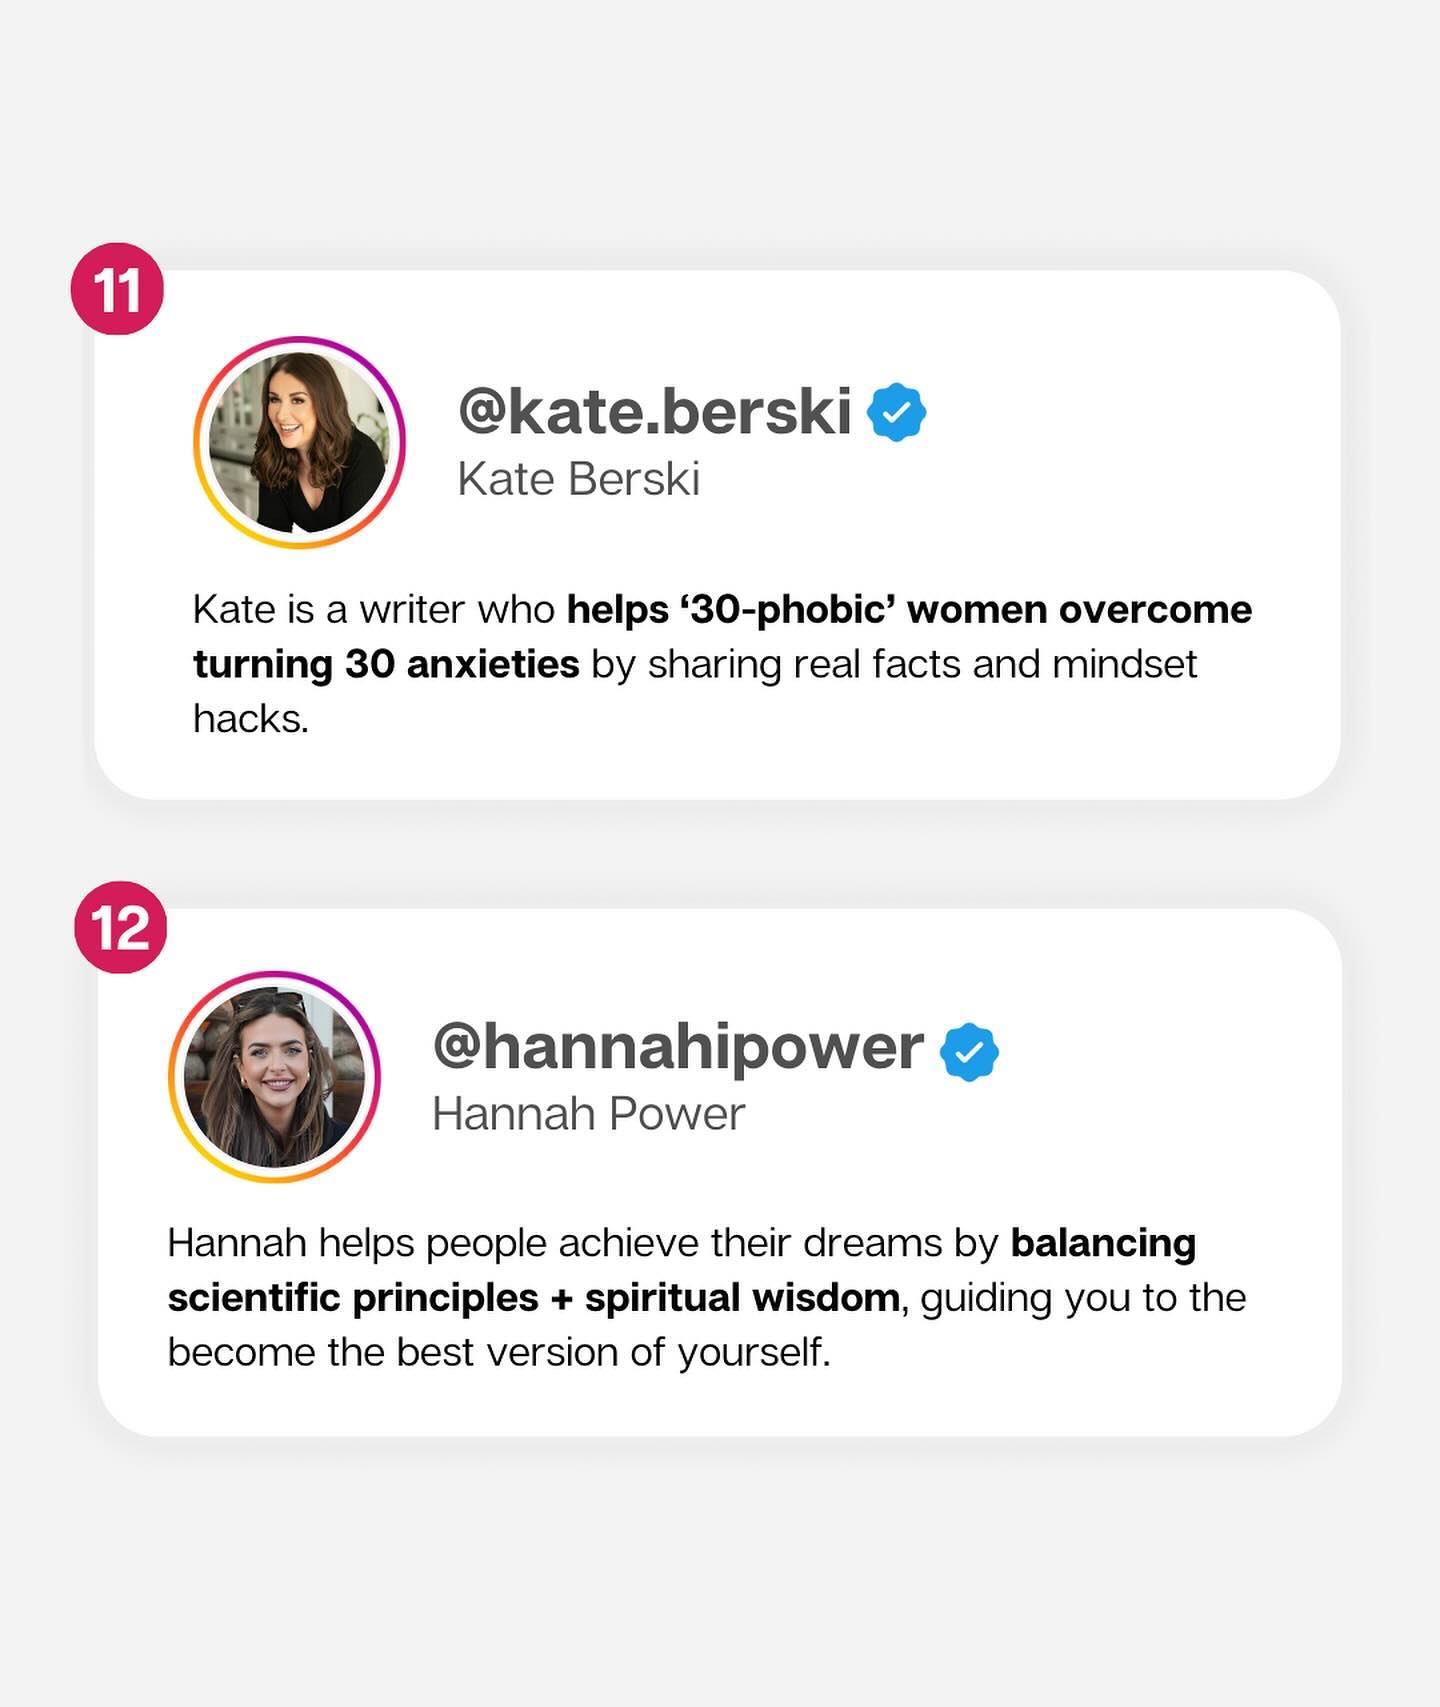 11
@kate.berski
Kate Berski
Kate is a writer who helps ‘30-phobic’ women overcome
turning 30 anxieties by sharing real facts and mindset
hacks.
12
@hannahipower
Hannah Power
Hannah helps people achieve their dreams by balancing
scientific principles + spiritual wisdom, guiding you to the
become the best version of yourself.